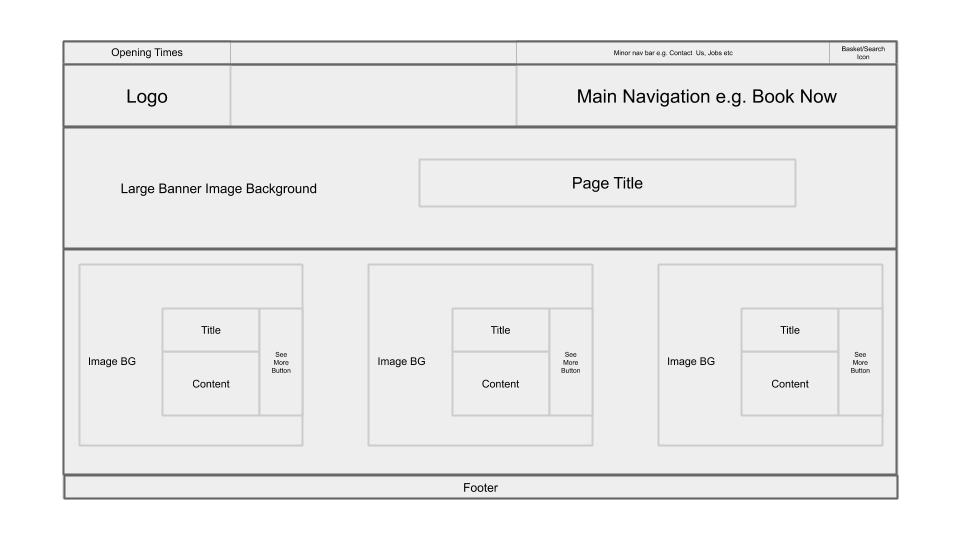 Opening Times
Minor nav bar e.g. Contact  Us, Jobs etc
Basket/Search
Icon
Logo
Main Navigation e.g. Book Now
Large Banner Image Background
Page Title
Image BG
Title
Content
See
More
Button
Image BG
Title
Content
See
More
Button
Image BG
Title
Content
See
More
Button
Footer